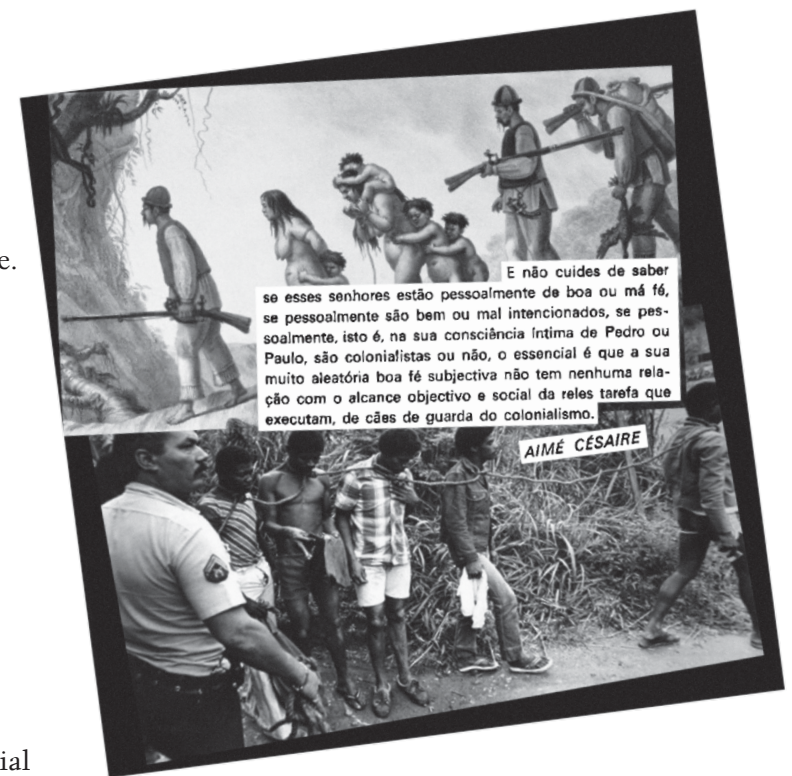 e.
E não cuides de saber
se esses senhores estão pessoalmente de boa ou má fé,
se pessoalmente são bem ou mal intencionados, se pes-
soalmente, isto é, na sua consciência íntima de Pedro ou
Paulo, são colonialistas ou não, o essencial é que a sua
muito aleatória boa fé subjectiva não tem nenhuma rela-
ção com o alcance objectivo e social da reles tarefa que
executam, de cães de guarda do colonialismo.
AIMÉ CÉSAIRE
ial